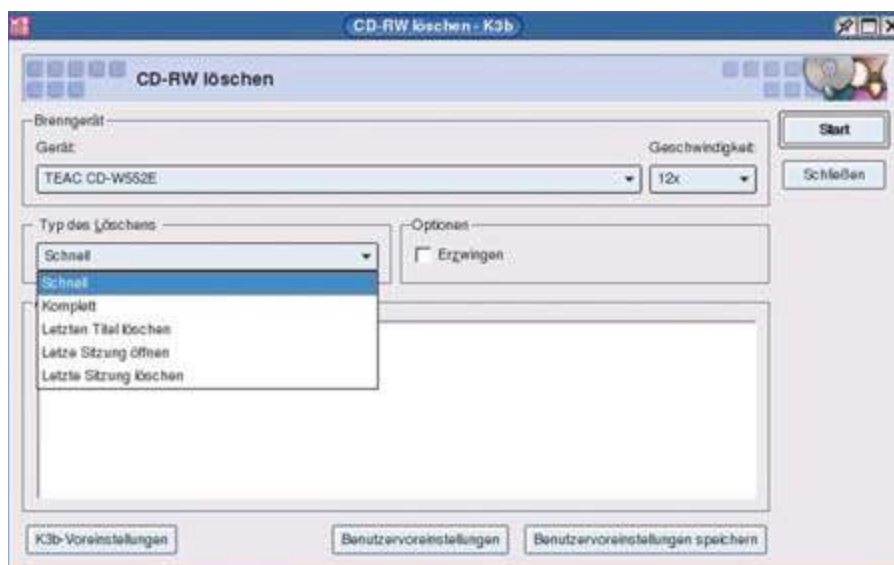 CD-RW löschen - K3b
CD-RW löschen
Brenngerät
Gerät:
Geschwindigkeit:
TEAC CD-W552E
12x
Start
Schließen
Typ des Löschens
Optionen
Schnell
Erzwingen
Schnell
Komplett
Letzten Titel löschen
Letze Sitzung öffnen
Letzte Sitzung löschen
K3b-Voreinstellungen
Benutzervoreinstellungen
Benutzervoreinstellungen speichern